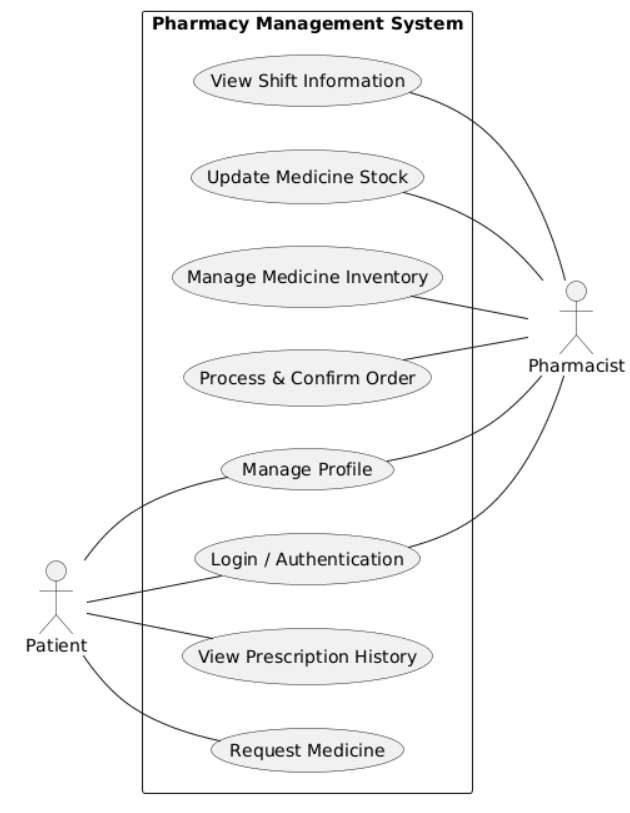 Pharmacy Management System
View Shift Information
Update Medicine Stock
Manage Medicine Inventory
Process & Confirm Order
Pharmacist
Manage Profile
Login / Authentication
Patient
View Prescription History
Request Medicine